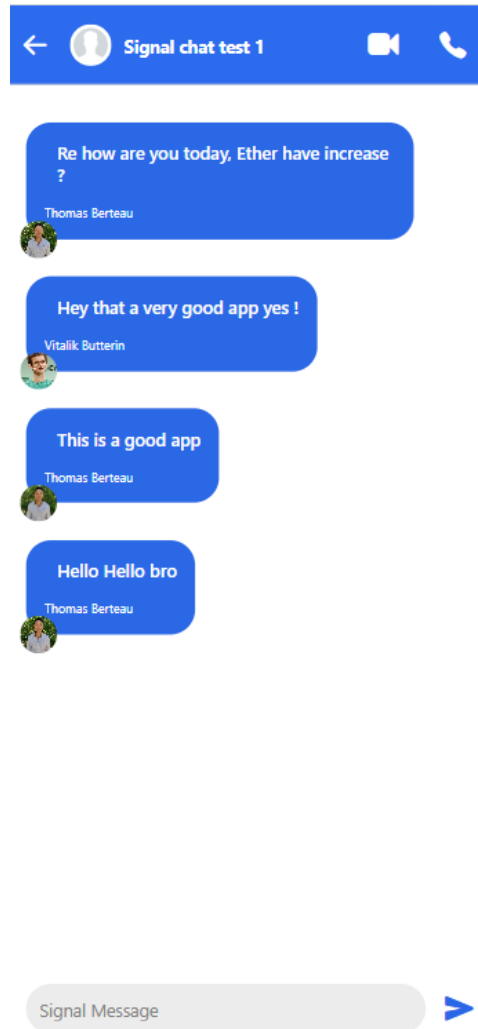 Signal chat test 1
Re how are you today, Ether have increase
?
Thomas Berteau
Hey that a very good app yes !
Vitalik Butterin
This is a good app
Thomas Berteau
Hello Hello bro
Thomas Berteau
Signal Message